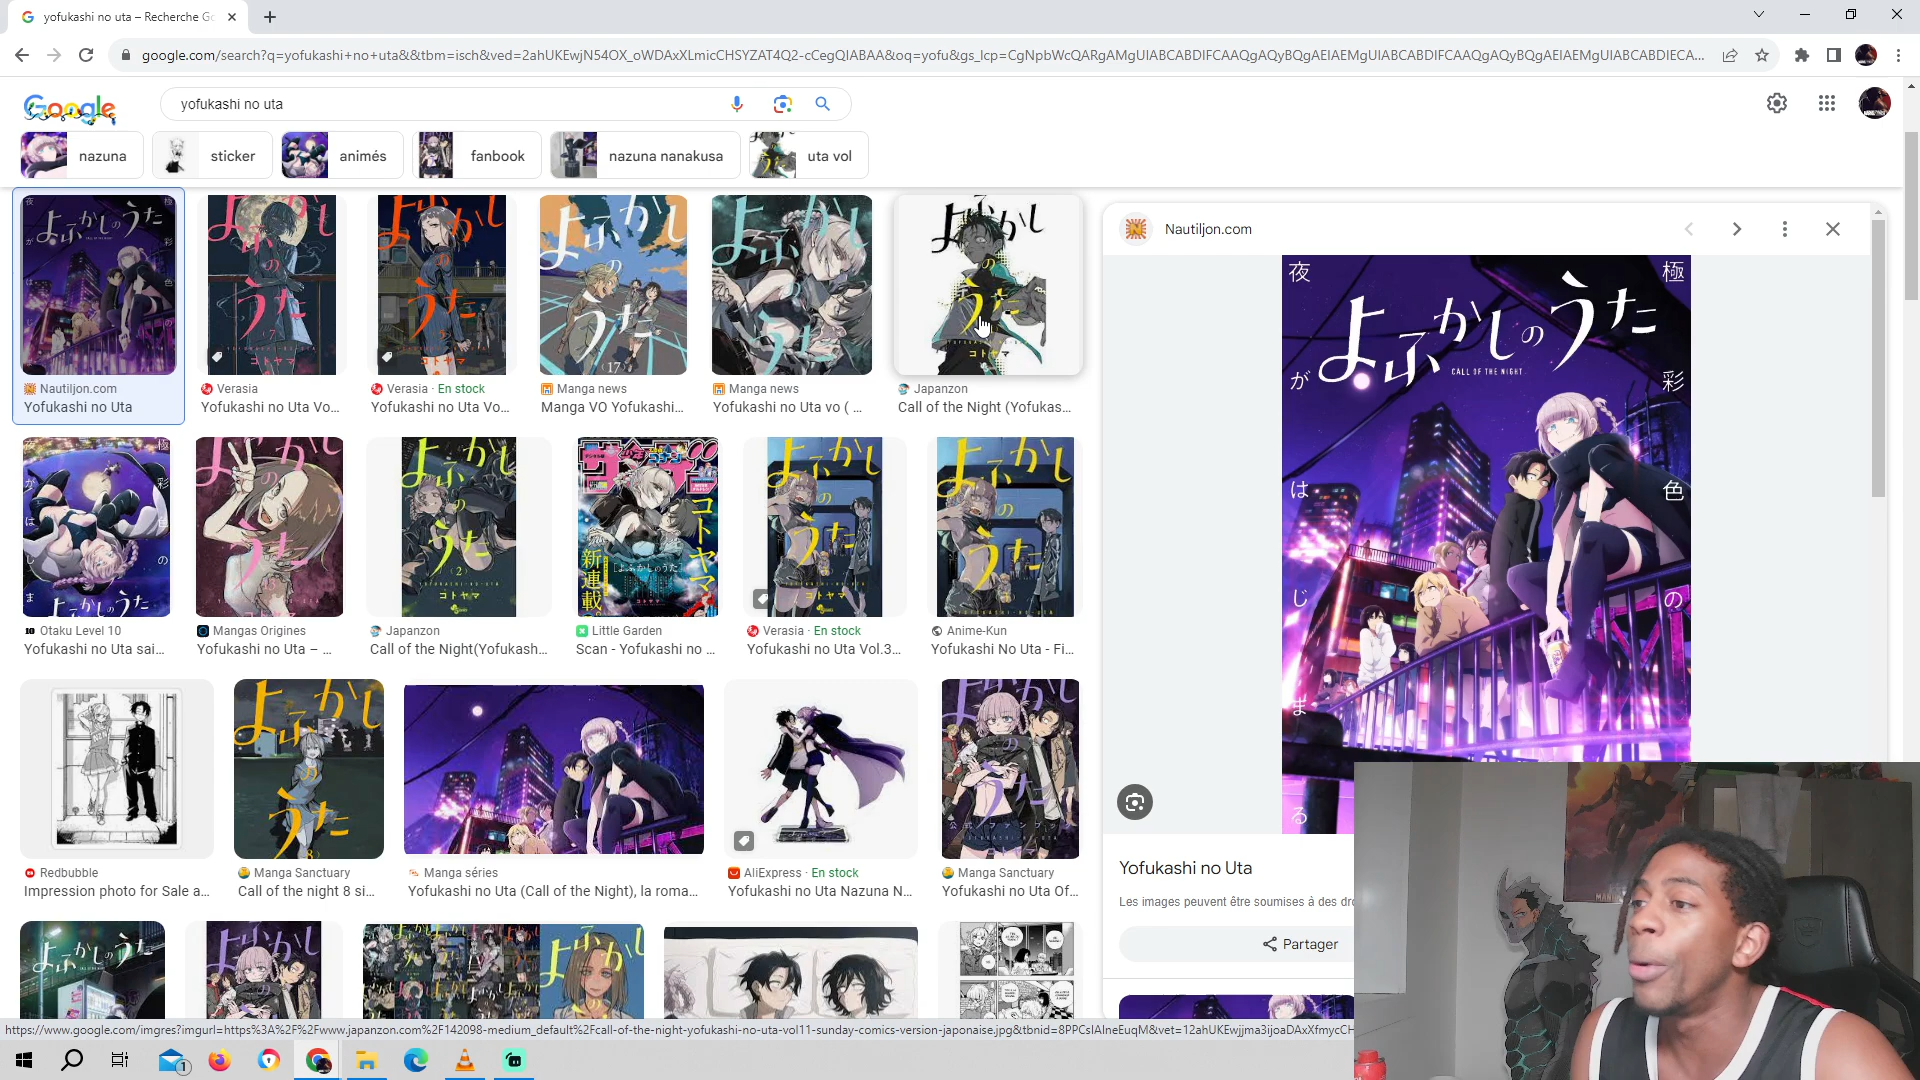 yofukashi no uta – Recherche Go
google.com/search?q=yofukashi+no+uta&&tbm=isch&ved=2ahUKEwjN54OX_oWDAxXLmicCHSYZAT4Q2-cCegQIABAA&oq=yofu&gs_lcp=CgNpbWcQARgAMgUIABCABDIFCAAQgAQyBQgAEIAEMgUIABCABDIFCAAQgAQyBQgAEIAEMgUIABCABDIECA...
Google
yofukashi no uta
nazuna
sticker
animés
fanbook
nazuna nanakusa
uta vol
Nautiljon.com
Yofukashi no Uta
Verasia
Yofukashi no Uta Vo...
Verasia · En stock
Yofukashi no Uta Vo...
Manga news
Manga VO Yofukashi...
Manga news
Yofukashi no Uta vo ( ...
Japanzon
Call of the Night (Yofukas...
Otaku Level 10
Yofukashi no Uta sai...
Mangas Origines
Yofukashi no Uta – ...
Japanzon
Call of the Night(Yofukash...
Little Garden
Scan - Yofukashi no ...
Verasia · En stock
Yofukashi no Uta Vol.3...
Anime-Kun
Yofukashi No Uta - Fi...
Redbubble
Impression photo for Sale a...
Manga Sanctuary
Call of the night 8 si...
Manga séries
Yofukashi no Uta (Call of the Night), la roma...
AliExpress · En stock
Yofukashi no Uta Nazuna N...
Manga Sanctuary
Yofukashi no Uta Of...
Nautiljon.com
よふかしのうた
CALL OF THE NIGHT
夜がはじまる
極彩色の
Yofukashi no Uta
Les images peuvent être soumises à des dro
Partager
https://www.google.com/imgres?imgurl=https%3A%2F%2Fwww.japanzon.com%2F142098-medium_default%2Fcall-of-the-night-yofukashi-no-uta-vol11-sunday-comics-version-japonaise.jpg&tbnid=8PPCsIAIneEuqM&vet=12ahUKEwjjma3ijoaDAxXfmycCH
1